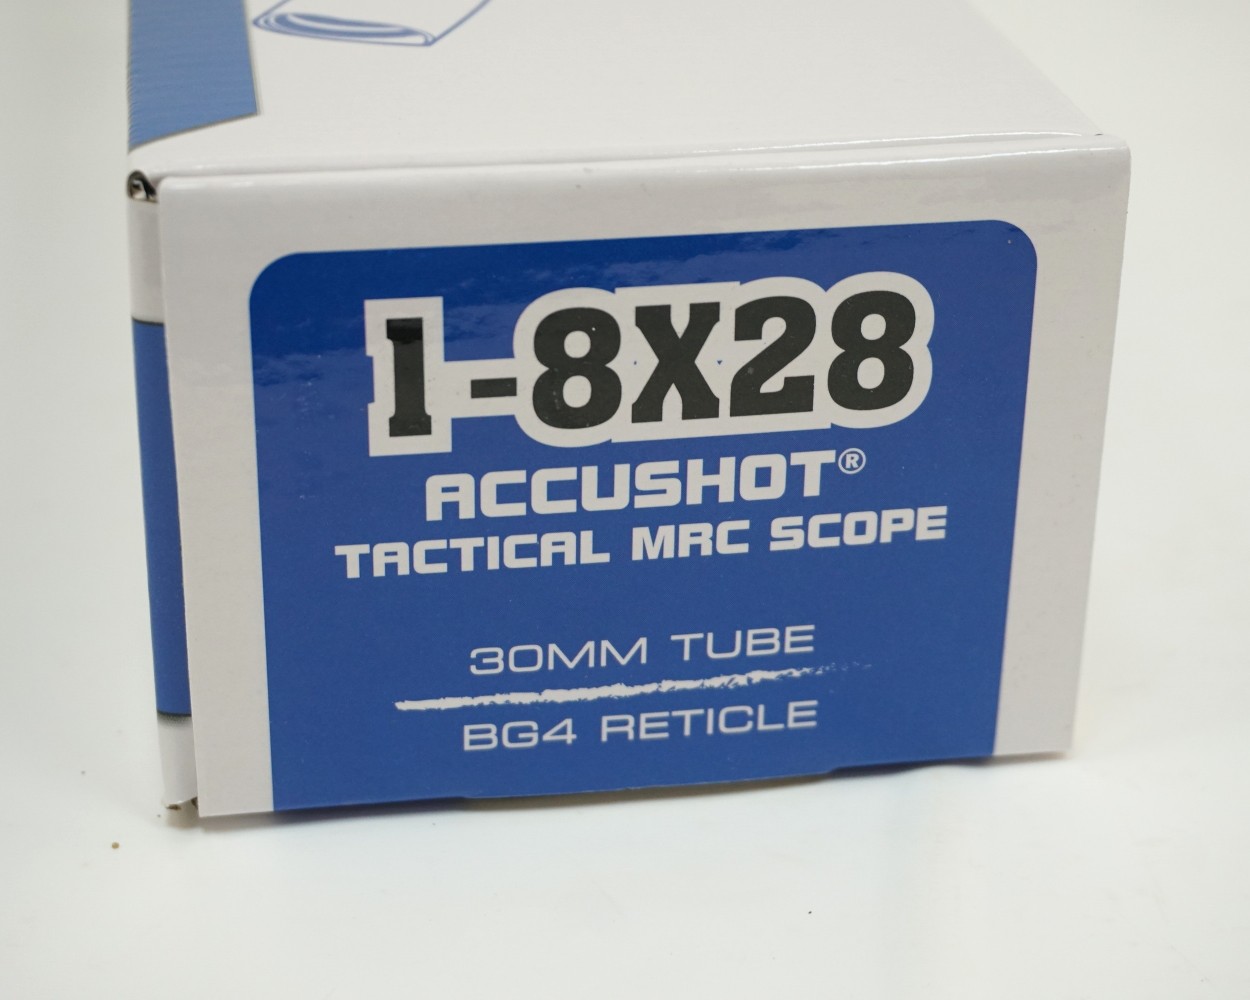 1-8X28
ACCUSHOT®
TACTICAL MRC SCOPE
30MM TUBE
BG4 RETICLE